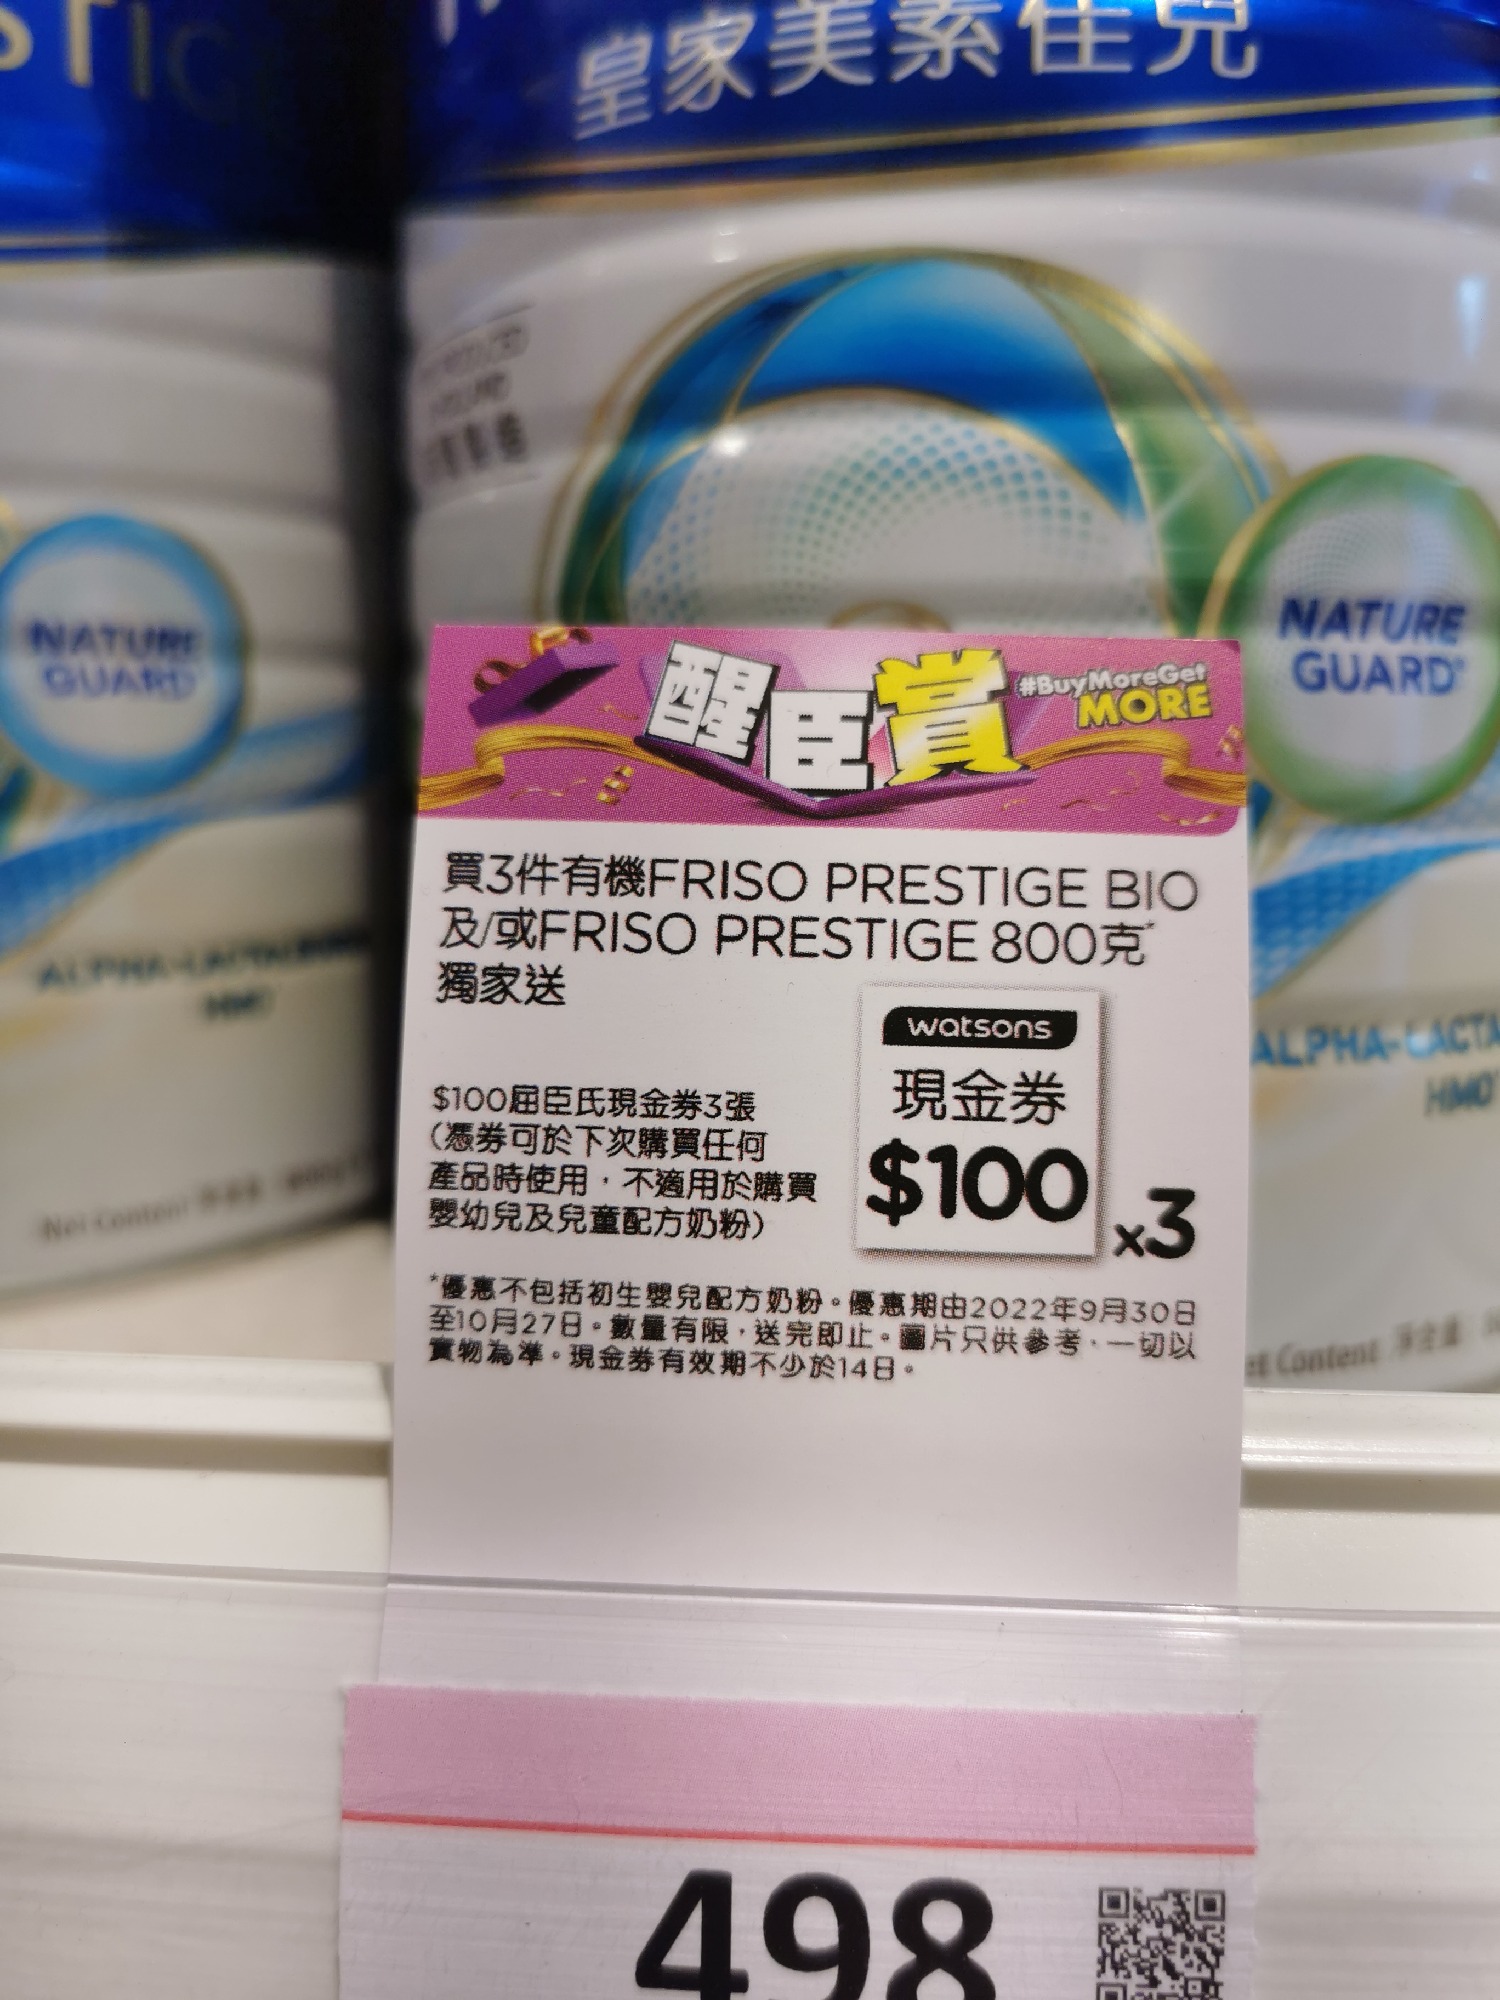 皇家美素佳兒
NATURE
GUARD
NATURE
GUARD
醒臣賞
#BuyMoreGet
MORE
買3件有機FRISO PRESTIGE BIO
及/或FRISO PRESTIGE 800克*
獨家送
watsons
現金券
$100
x3
$100屈臣氏現金券3張
(憑券可於下次購買任何
產品時使用，不適用於購買
嬰幼兒及兒童配方奶粉)
*優惠不包括初生嬰兒配方奶粉。優惠期由2022年9月30日
至10月27日。數量有限，送完即止。圖片只供參考，一切以
實物為準。現金券有效期不少於14日。
ALPHA-LACTA
HMO
Net Content
498